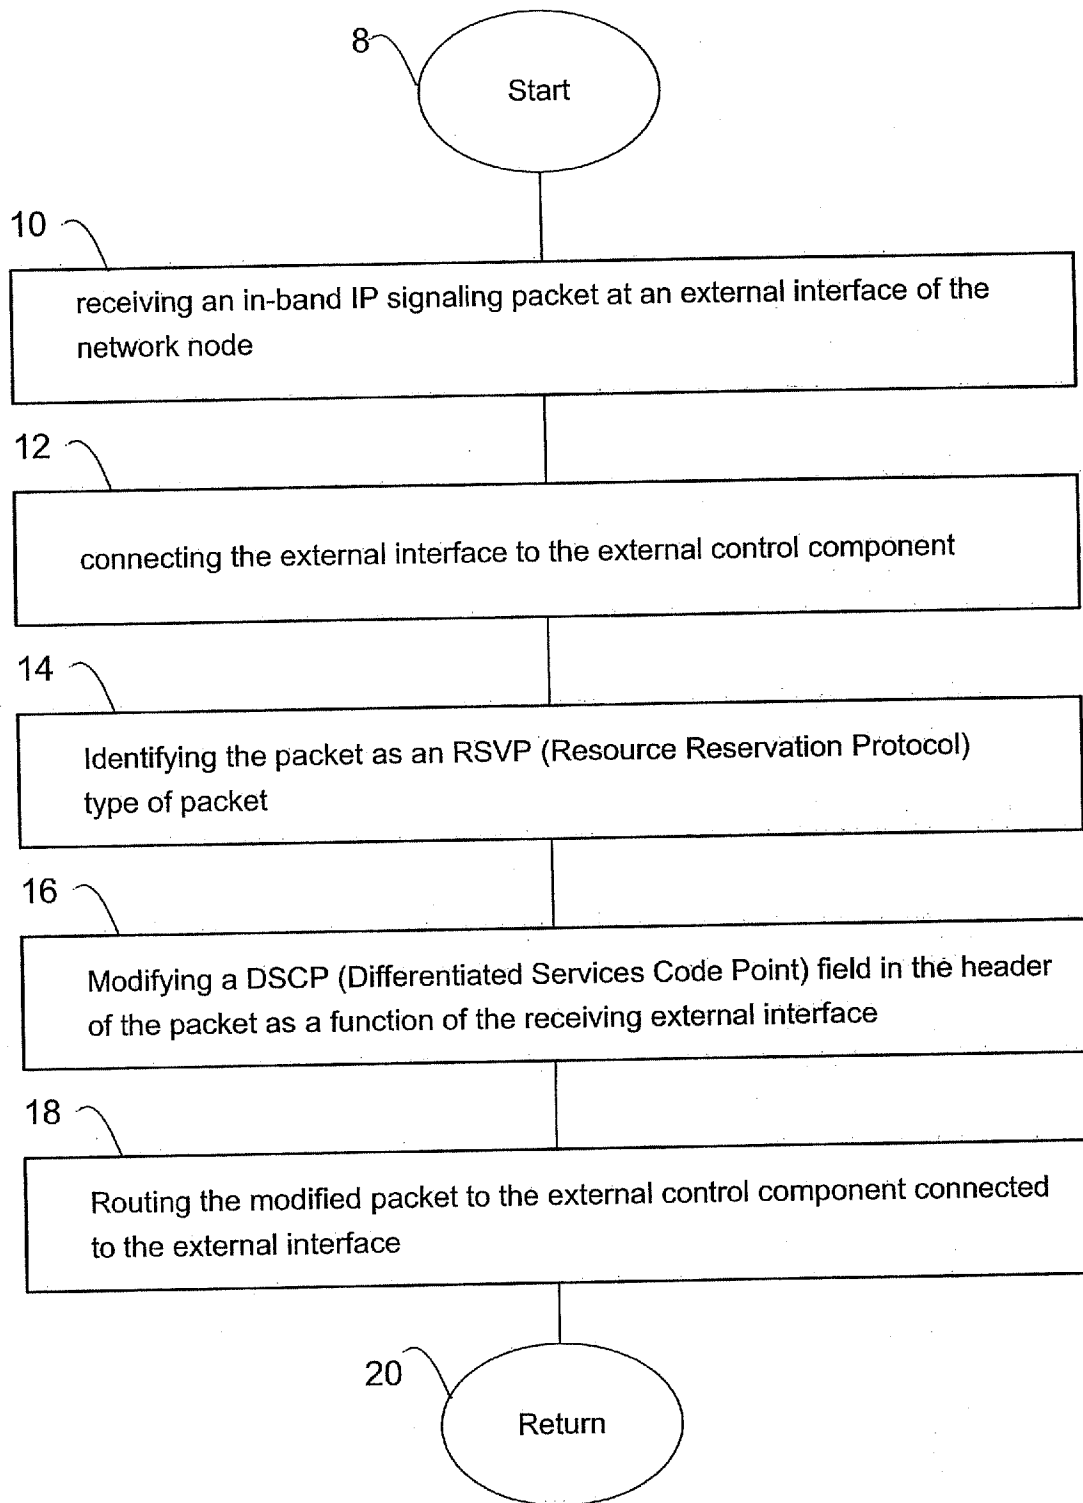 8
Start
10
receiving an in-band IP signaling packet at an external interface of the
network node
12
connecting the external interface to the external control component
14
Identifying the packet as an RSVP (Resource Reservation Protocol)
type of packet
16
Modifying a DSCP (Differentiated Services Code Point) field in the header
of the packet as a function of the receiving external interface
18
Routing the modified packet to the external control component connected
to the external interface
20
Return